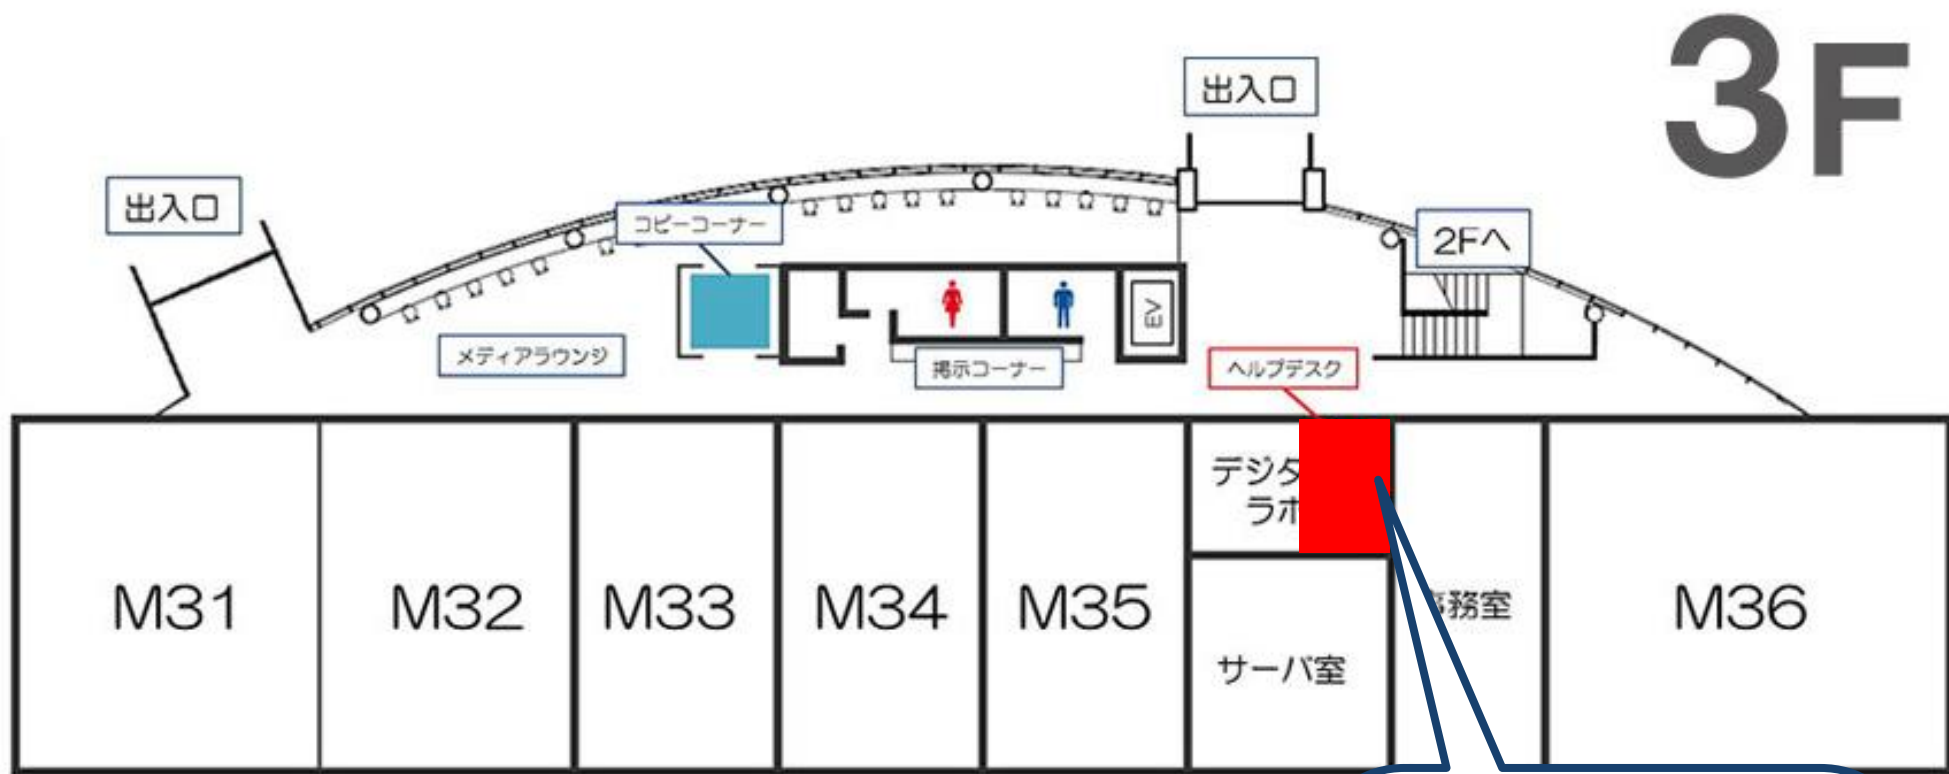 3F
出入口
出入口
コピーコーナー
2Fへ
EV
メディアラウンジ
掲示コーナー
ヘルプデスク
デジタ
ラボ
M31
M32
M33
M34
M35
務室
M36
サーバ室